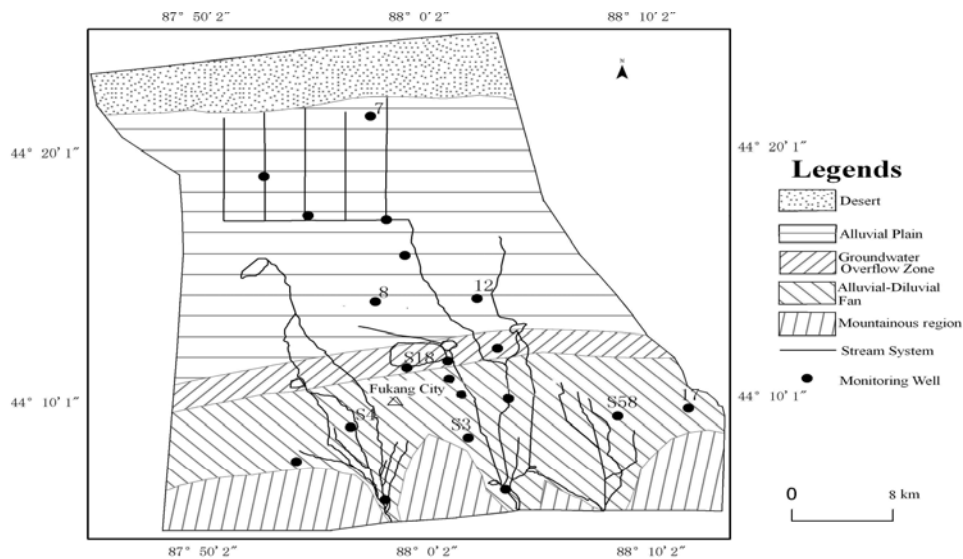 87° 50' 2"
88° 0' 2"
88° 10' 2"
N
7
44° 20' 1"
44° 20' 1"
Legends
Desert
Alluvial Plain
Groundwater
Overflow Zone
Alluvial-Diluvial
Fan
Mountainous region
Stream System
Monitoring Well
12
8
S18
Fukang City
44° 10' 1"
44° 10' 1"
S58
17
S4
S3
0
8 km
87° 50' 2"
88° 0' 2"
88° 10' 2"